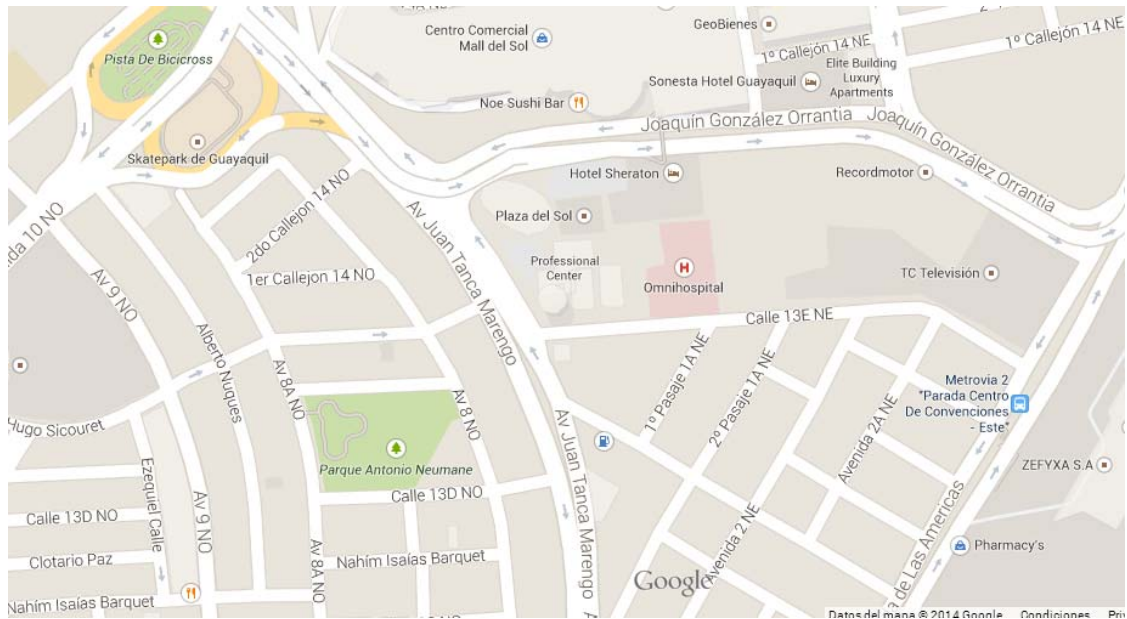 Pista De Bicicross
Centro Comercial
Mall del Sol
GeoBienes
1º Callejón 14 NE
1º Callejón 14 NE
Sonesta Hotel Guayaquil
Elite Building
Luxury
Apartments
Noe Sushi Bar
Joaquín González Orrantia
Joaquín González Orrantia
Skatepark de Guayaquil
Hotel Sheraton
Recordmotor
2do Callejon 14 NO
Av Juan Tanca Marengo
Plaza del Sol
10 NO
Professional
Center
Omnihospital
TC Televisión
1er Callejon 14 NO
Av 9 NO
Alberto Nuques
Calle 13E NE
Av 8A NO
Av 8 NO
1º Pasaje 1A NE
2º Pasaje 1A NE
Metrovia 2
"Parada Centro
De Convenciones
- Este"
Hugo Sicouret
Av Juan Tanca Marengo
Avenida 2A NE
Parque Antonio Neumane
ZEFYXA S.A
Ezequiel Calle
Av 9 NO
Calle 13D NO
Calle 13D NO
Avenida 2 NE
de Las Americas
Pharmacy's
Clotario Paz
Av 8A NO
Nahím Isaías Barquet
Google
Nahím Isaías Barquet
Datos del mapa © 2014 Google Condiciones